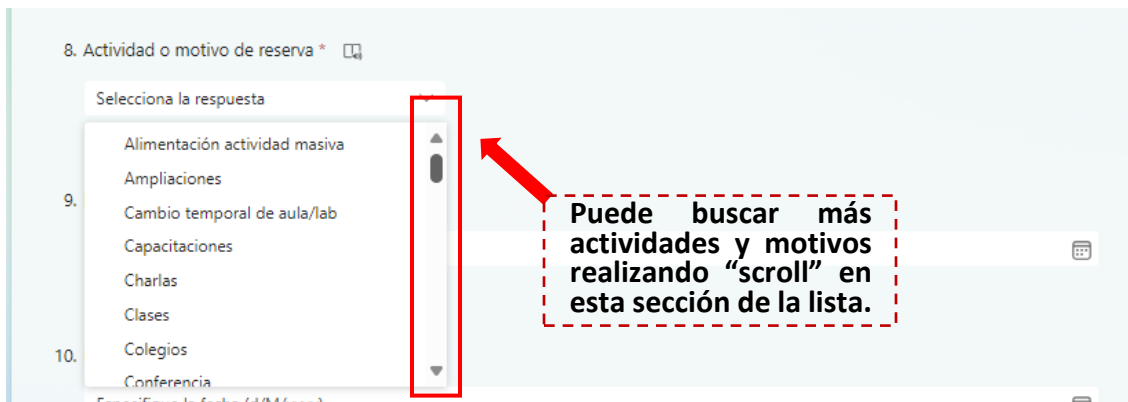 8. Actividad o motivo de reserva *
Selecciona la respuesta
Alimentación actividad masiva
Ampliaciones
9.
Cambio temporal de aula/lab
Capacitaciones
Charlas
Clases
10.
Colegios
Conferencia
Puede buscar más
actividades y motivos
realizando “scroll” en
esta sección de la lista.